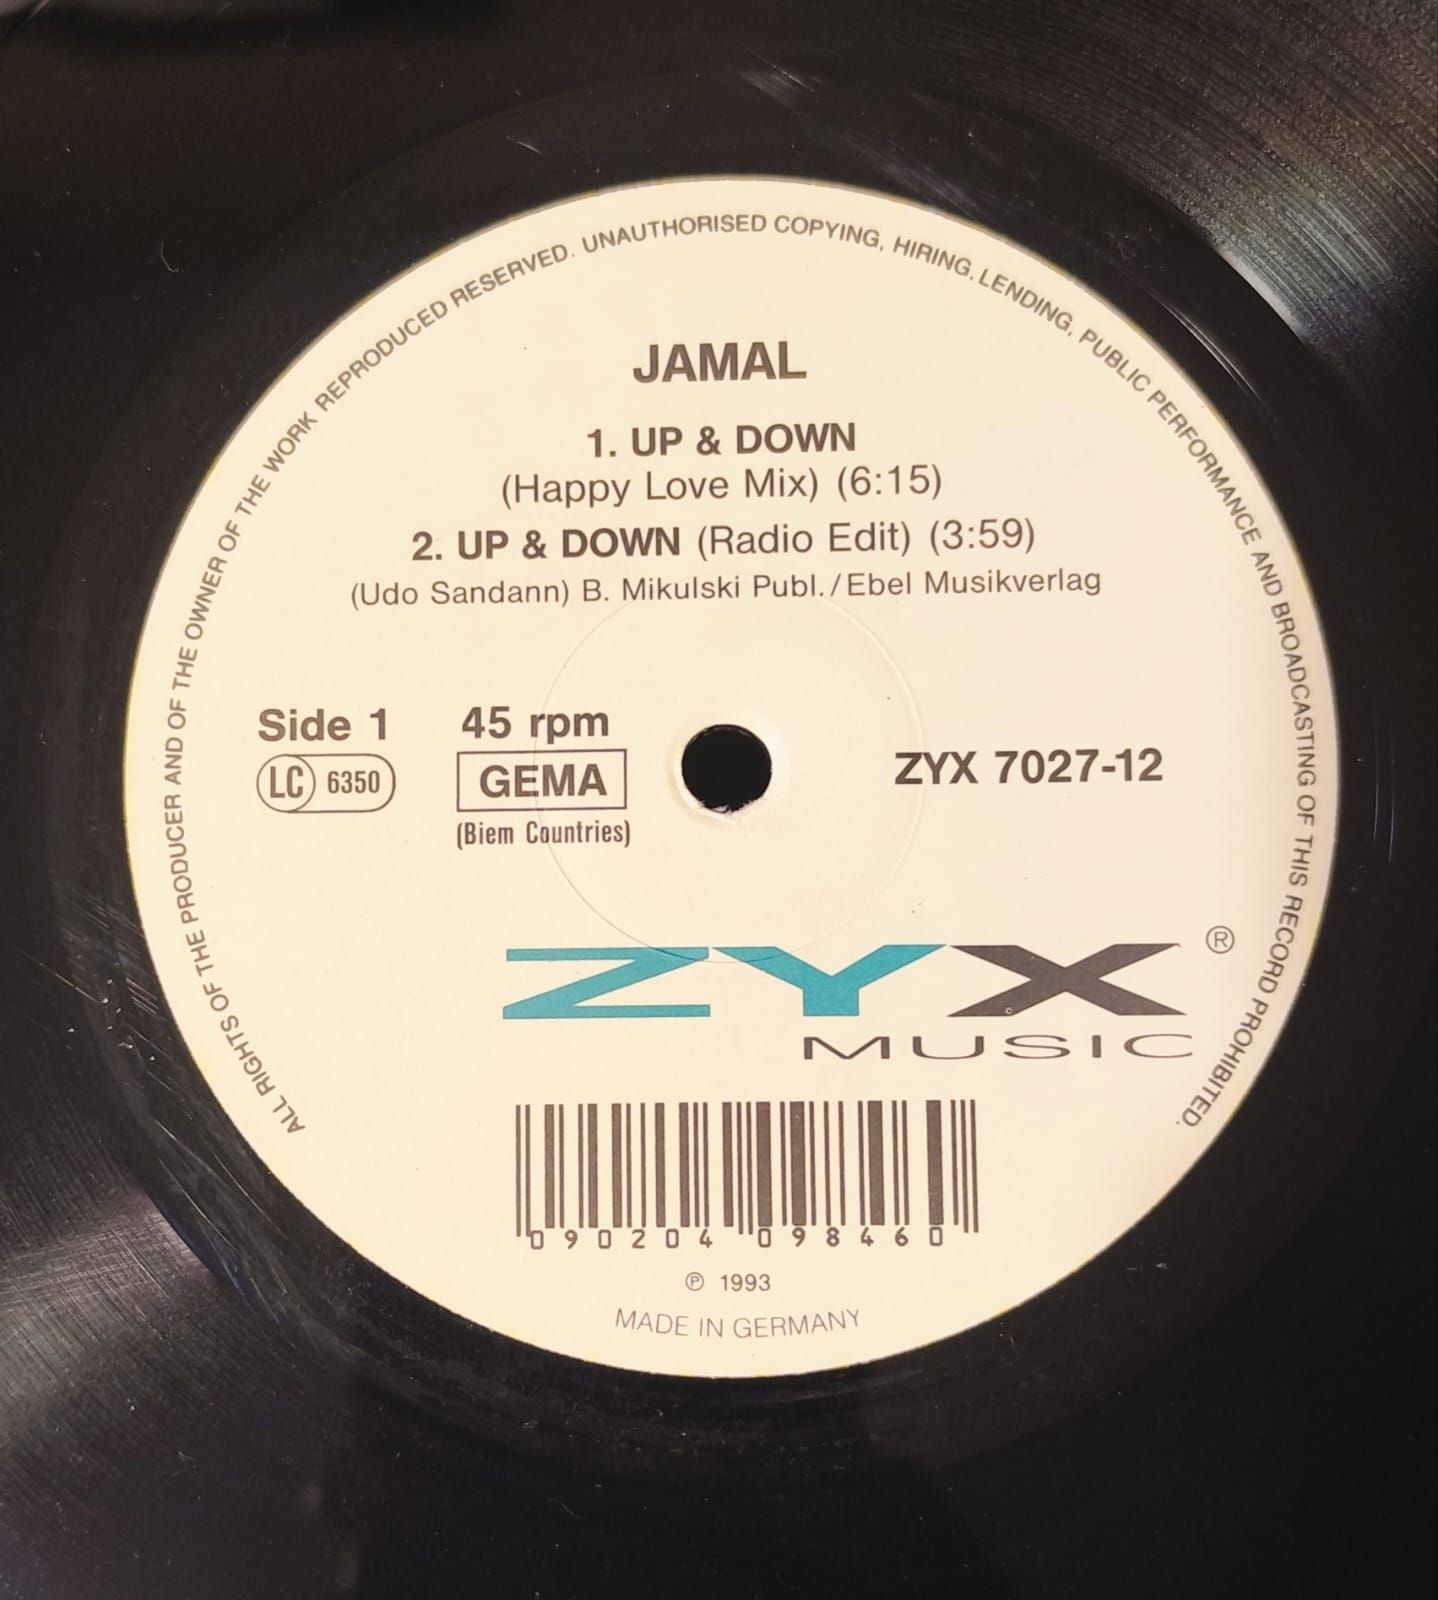 ALL RIGHTS OF THE PRODUCER AND OF THE OWNER OF THE WORK REPRODUCED RESERVED. UNAUTHORISED COPYING, HIRING, LENDING, PUBLIC PERFORMANCE AND BROADCASTING OF THIS RECORD PROHIBITED.
JAMAL
1. UP & DOWN
(Happy Love Mix) (6:15)
2. UP & DOWN (Radio Edit) (3:59)
(Udo Sandann) B. Mikulski Publ./Ebel Musikverlag
Side 1 45 rpm
LC 6350 GEMA ZYX 7027-12
(Biem Countries)
ZYX ®
MUSIC
090204 098460
℗ 1993
MADE IN GERMANY